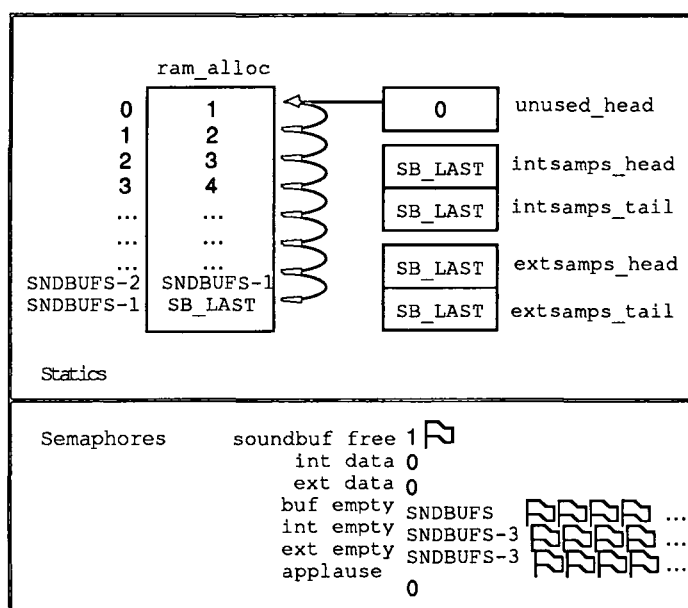 ram_alloc
0 1 0 unused_head
1 2
2 3 SB_LAST intsamps_head
3 4
... ... SB_LAST intsamps_tail
... ...
... ... SB_LAST extsamps_head
SNDBUFS-2 SNDBUFS-1
SNDBUFS-1 SB_LAST SB_LAST extsamps_tail
Statics
Semaphores soundbuf free 1
int data 0
ext data 0
buf empty SNDBUFS ...
int empty SNDBUFS-3 ...
ext empty SNDBUFS-3 ...
applause 0